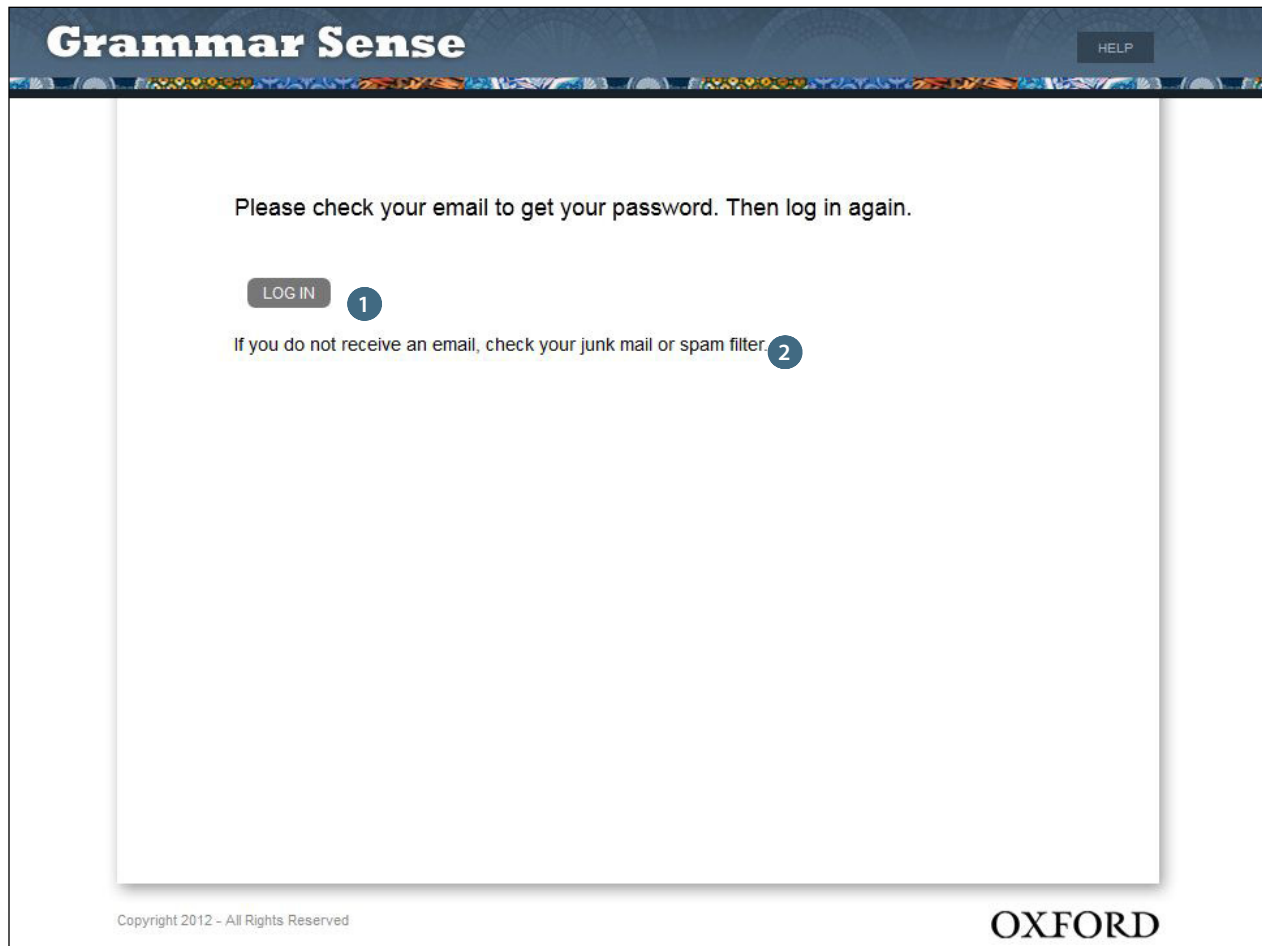 Grammar Sense
HELP
Please check your email to get your password. Then log in again.
LOG IN
1
If you do not receive an email, check your junk mail or spam filter.
2
Copyright 2012 - All Rights Reserved
OXFORD